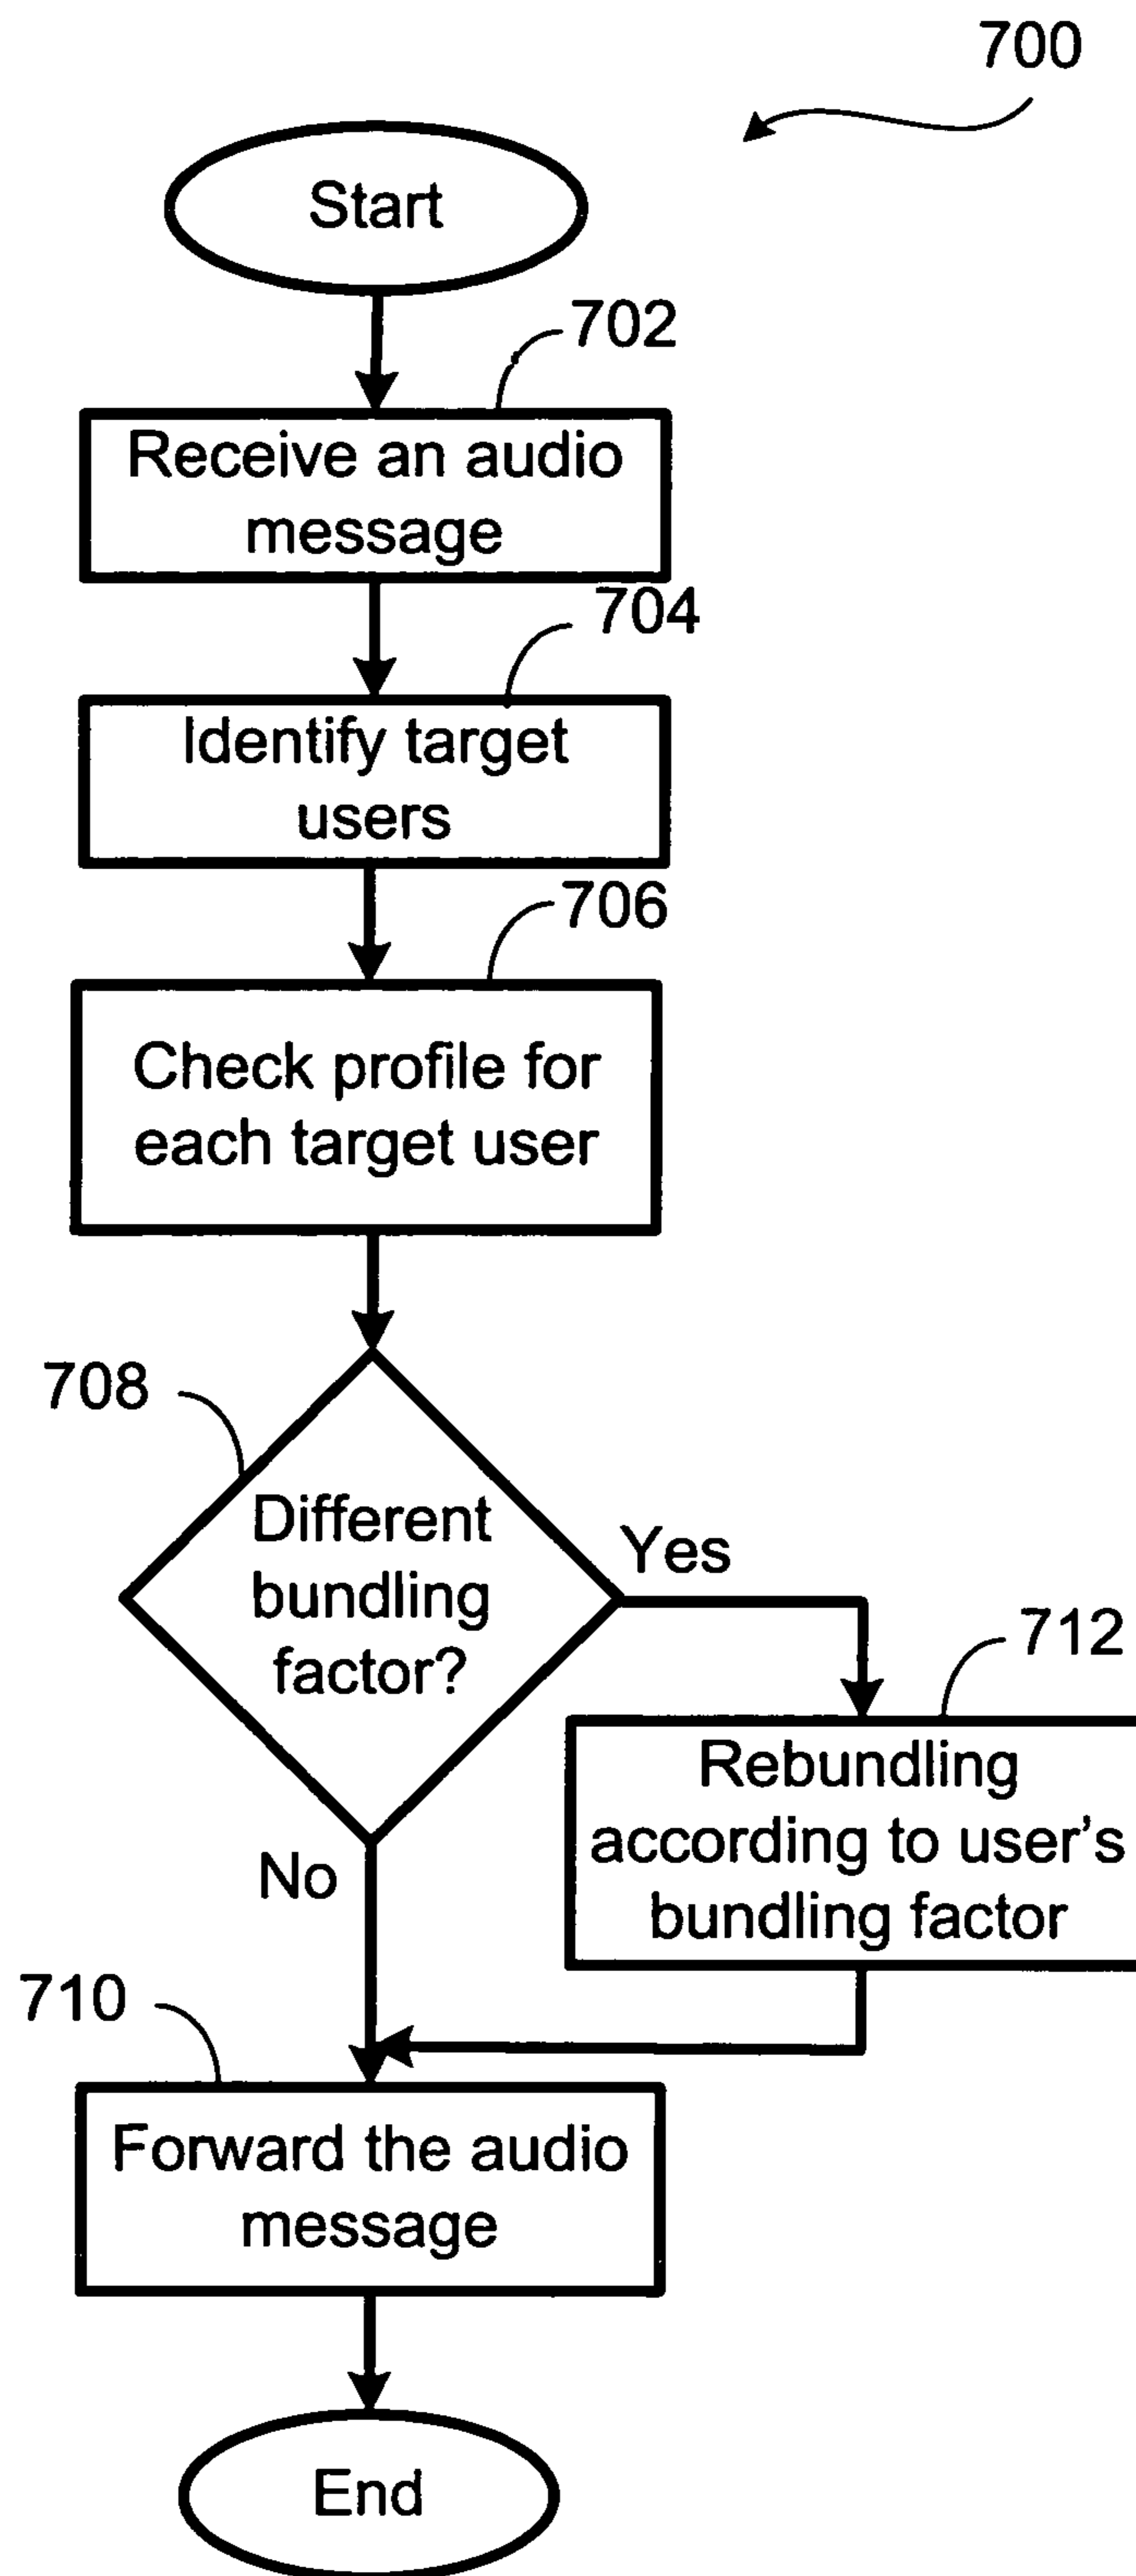 700
Start
702
Receive an audio
message
704
Identify target
users
706
Check profile for
each target user
708
Different
bundling
factor?
Yes
712
Rebundling
according to user's
bundling factor
No
710
Forward the audio
message
End